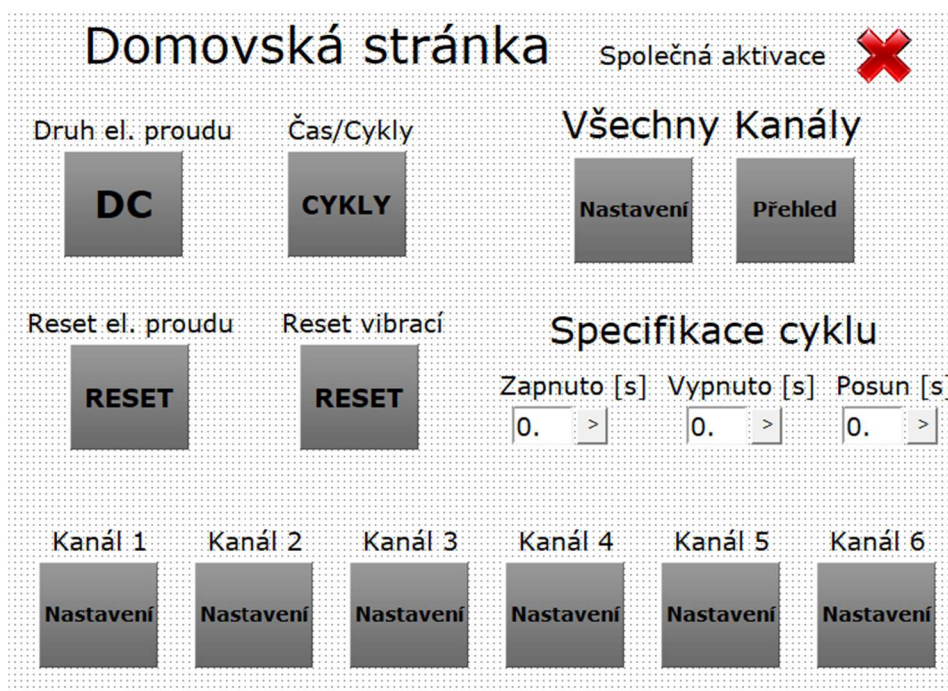 Domovská stránka
Společná aktivace
Druh el. proudu
Čas/Cykly
Všechny Kanály
DC
CYKLY
Nastavení
Přehled
Reset el. proudu
Reset vibrací
Specifikace cyklu
RESET
RESET
Zapnuto [s]
Vypnuto [s]
Posun [s]
0.
>
0.
>
0.
>
Kanál 1
Kanál 2
Kanál 3
Kanál 4
Kanál 5
Kanál 6
Nastavení
Nastavení
Nastavení
Nastavení
Nastavení
Nastavení